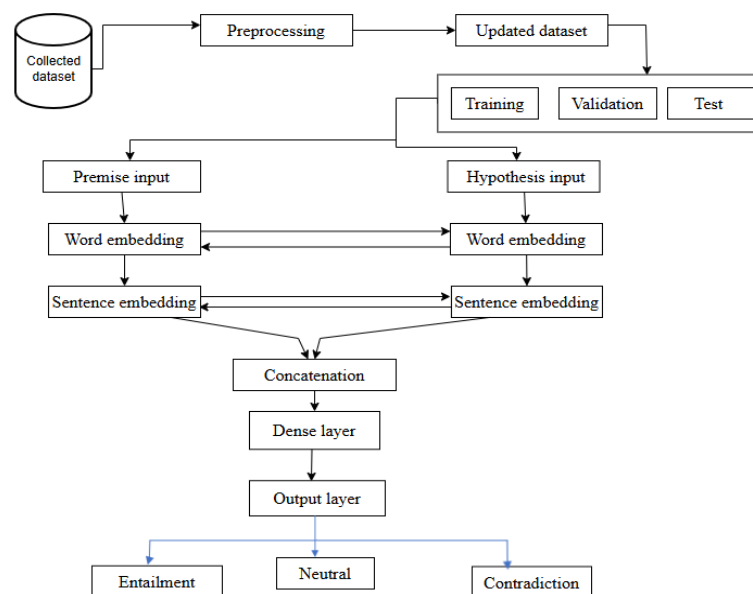 Collected
dataset
Preprocessing
Updated dataset
Training
Validation
Test
Premise input
Hypothesis input
Word embedding
Word embedding
Sentence embedding
Sentence embedding
Concatenation
Dense layer
Output layer
Entailment
Neutral
Contradiction